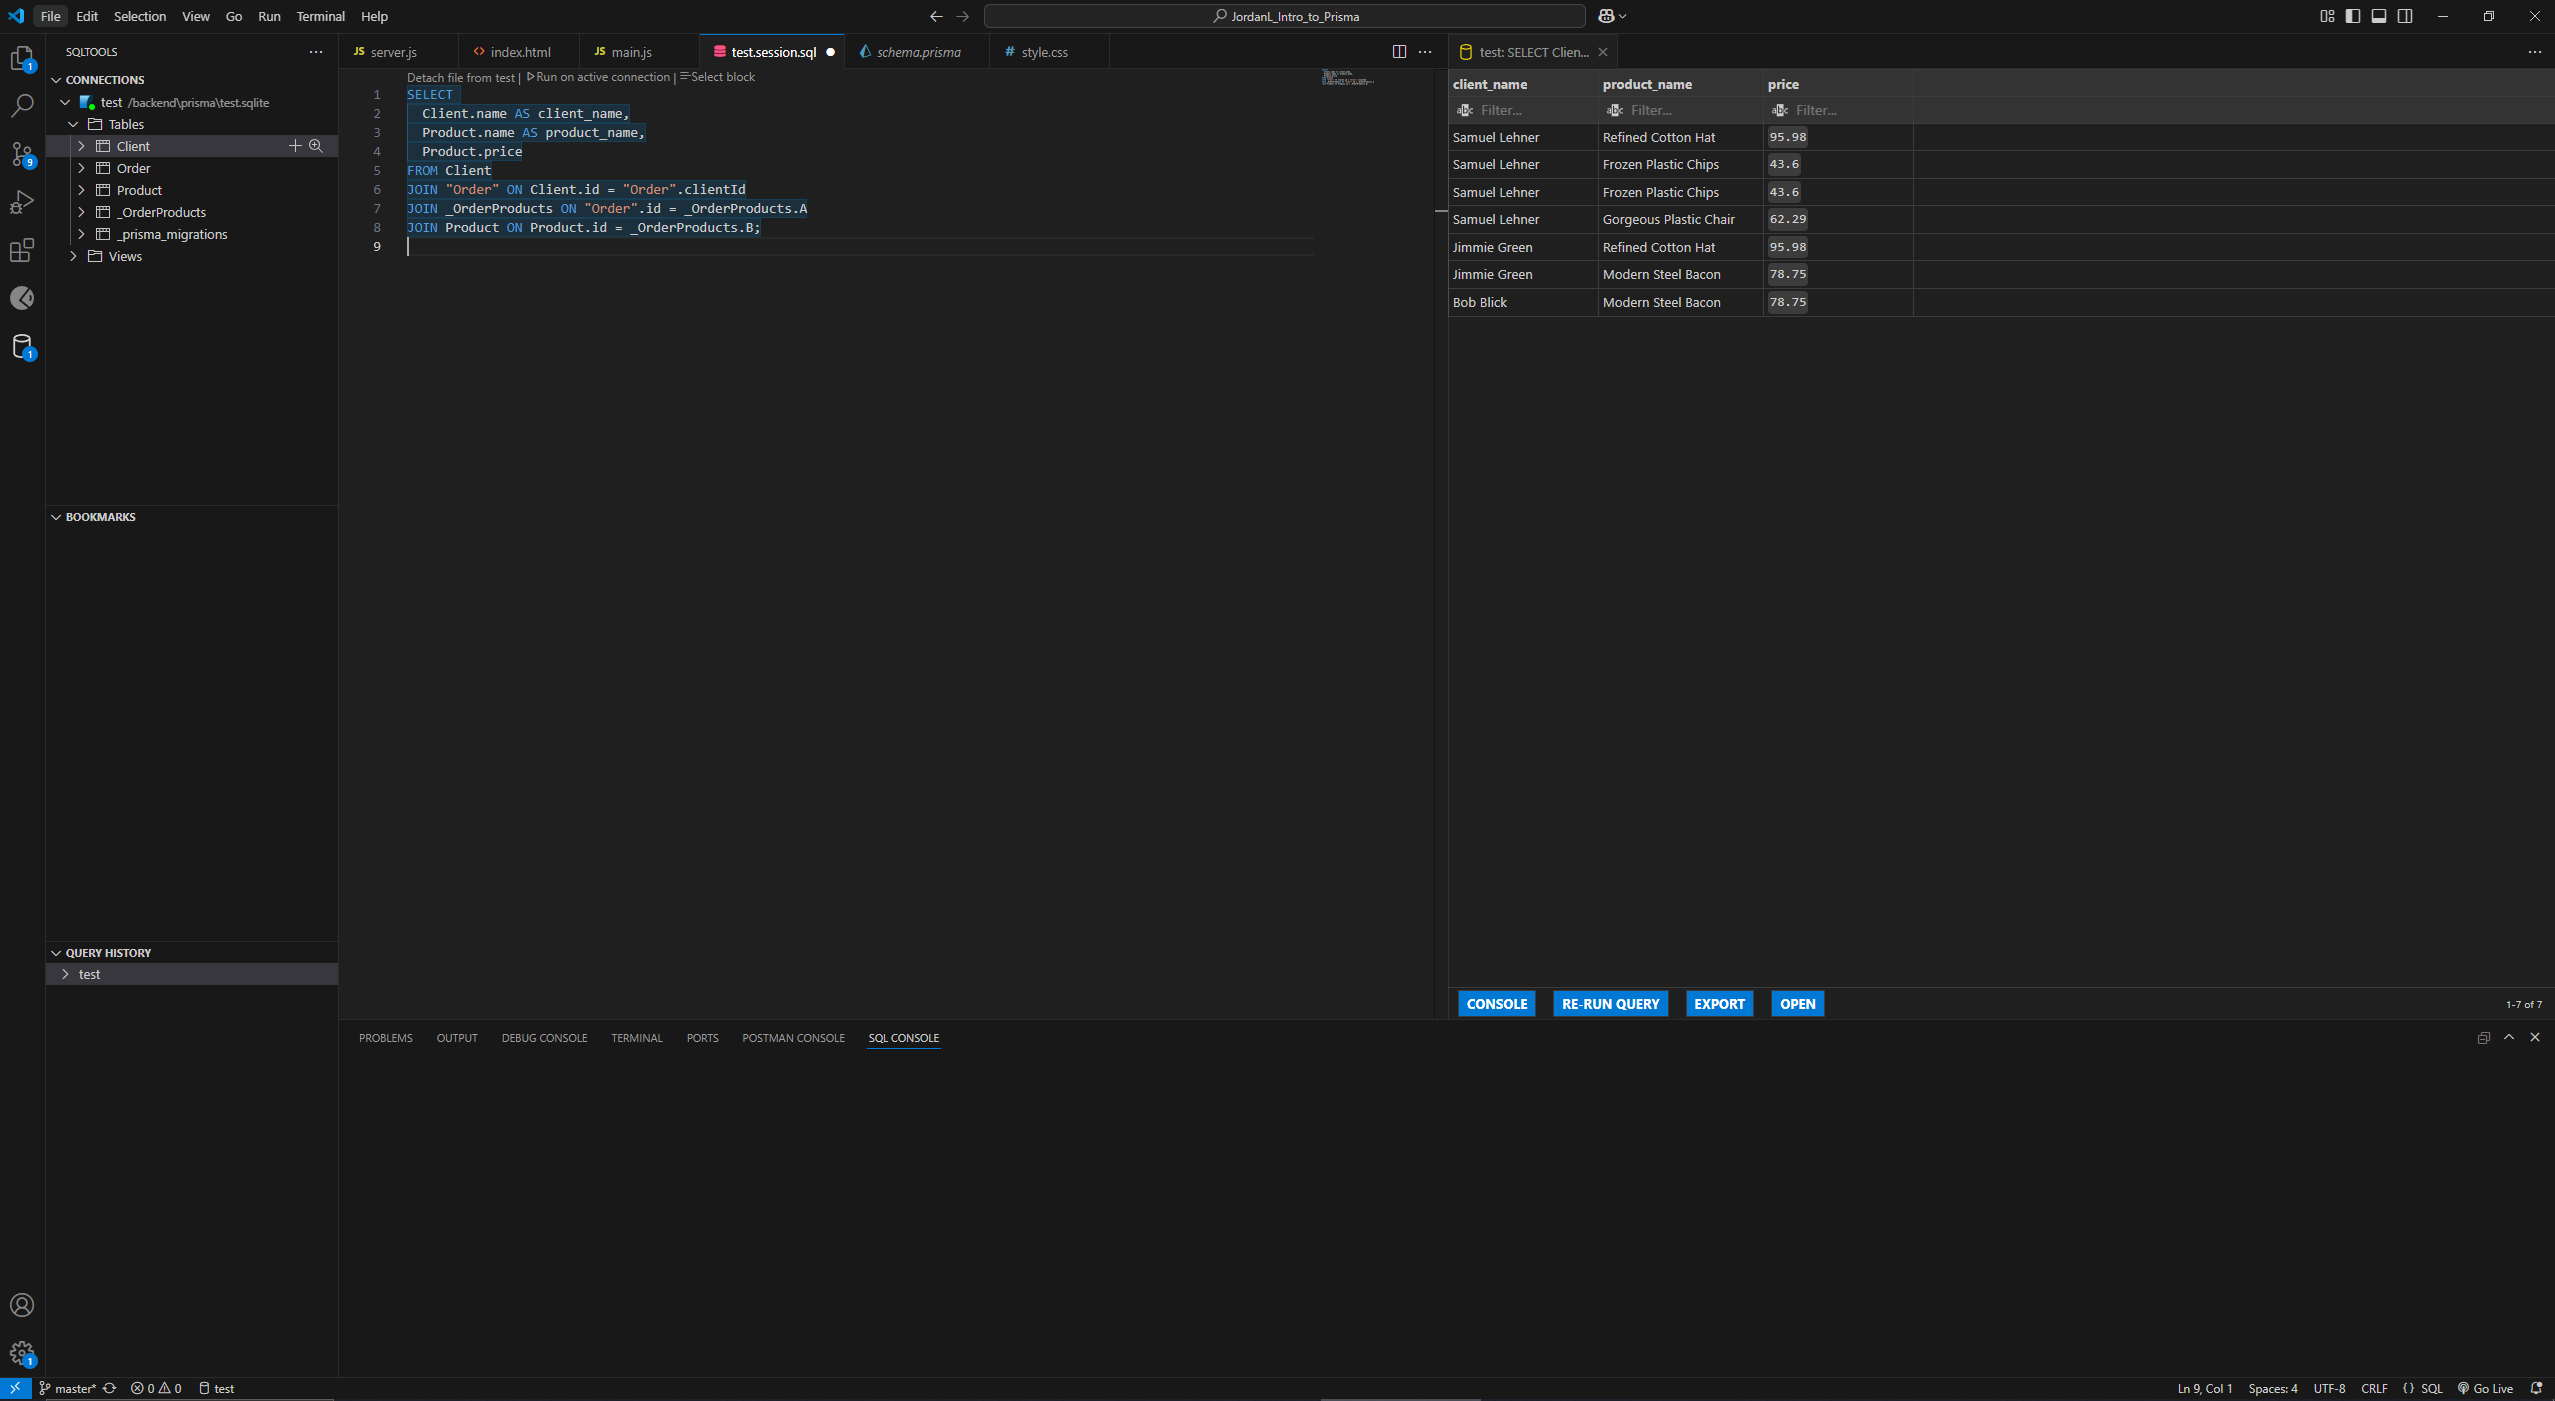 File Edit Selection View Go Run Terminal Help
JordanL_Intro_to_Prisma
SQLTOOLS
CONNECTIONS
test /backend\prisma\test.sqlite
Tables
Client
Order
Product
_OrderProducts
_prisma_migrations
Views
BOOKMARKS
QUERY HISTORY
test
1
9
1
1
JS server.js
<> index.html
JS main.js
test.session.sql
schema.prisma
# style.css
Detach file from test | Run on active connection | Select block
1 SELECT
2 Client.name AS client_name,
3 Product.name AS product_name,
4 Product.price
5 FROM Client
6 JOIN "Order" ON Client.id = "Order".clientId
7 JOIN _OrderProducts ON "Order".id = _OrderProducts.A
8 JOIN Product ON Product.id = _OrderProducts.B;
9
test: SELECT Clien...
client_name product_name price
abc Filter... abc Filter... abc Filter...
Samuel Lehner Refined Cotton Hat 95.98
Samuel Lehner Frozen Plastic Chips 43.6
Samuel Lehner Frozen Plastic Chips 43.6
Samuel Lehner Gorgeous Plastic Chair 62.29
Jimmie Green Refined Cotton Hat 95.98
Jimmie Green Modern Steel Bacon 78.75
Bob Blick Modern Steel Bacon 78.75
CONSOLE RE-RUN QUERY EXPORT OPEN 1-7 of 7
PROBLEMS OUTPUT DEBUG CONSOLE TERMINAL PORTS POSTMAN CONSOLE SQL CONSOLE
master* 0 0 test
Ln 9, Col 1 Spaces: 4 UTF-8 CRLF {} SQL Go Live